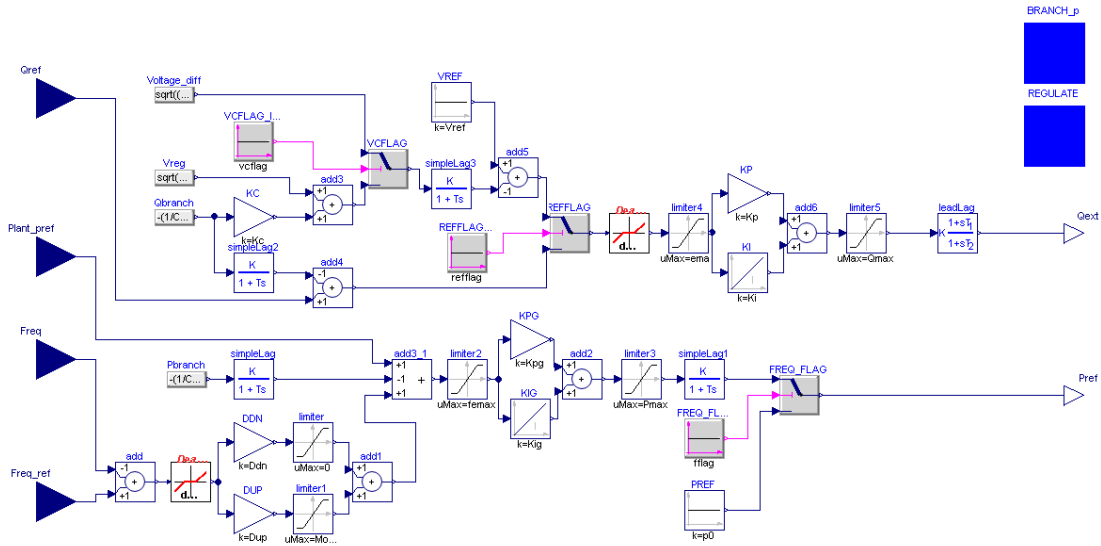 BRANCH_p
REGULATE
Qref
Voltage_diff
sqrt((...
VREF
k=Vref
VCFLAG_I...
vcflag
VCFLAG
simpleLag3
K
1 + Ts
add5
+1
-1
+
Vreg
sqrt(...
add3
+1
+1
+
Qbranch
-(1/C...
KC
k=Kc
simpleLag2
K
1 + Ts
add4
-1
+1
+
REFFLAG...
refflag
REFFLAG
Dea...
d...
limiter4
uMax=ema
KP
k=Kp
KI
k=Ki
add6
+1
+1
+
limiter5
uMax=Qmax
leadLag
K
1+sT1
1+sT2
Qext
Plant_pref
Freq
Pbranch
-(1/C...
simpleLag
K
1 + Ts
add3_1
+1
-1
+1
+
limiter2
uMax=femax
KPG
k=Kpg
KIG
k=Kig
add2
+1
+1
+
limiter3
uMax=Pmax
simpleLag1
K
1 + Ts
FREQ_FLAG
FREQ_FL...
fflag
PREF
k=p0
Pref
Freq_ref
add
-1
+1
+
Dea...
d...
DDN
k=Ddn
limiter
uMax=0
DUP
k=Dup
limiter1
uMax=Mo...
add1
+1
+1
+